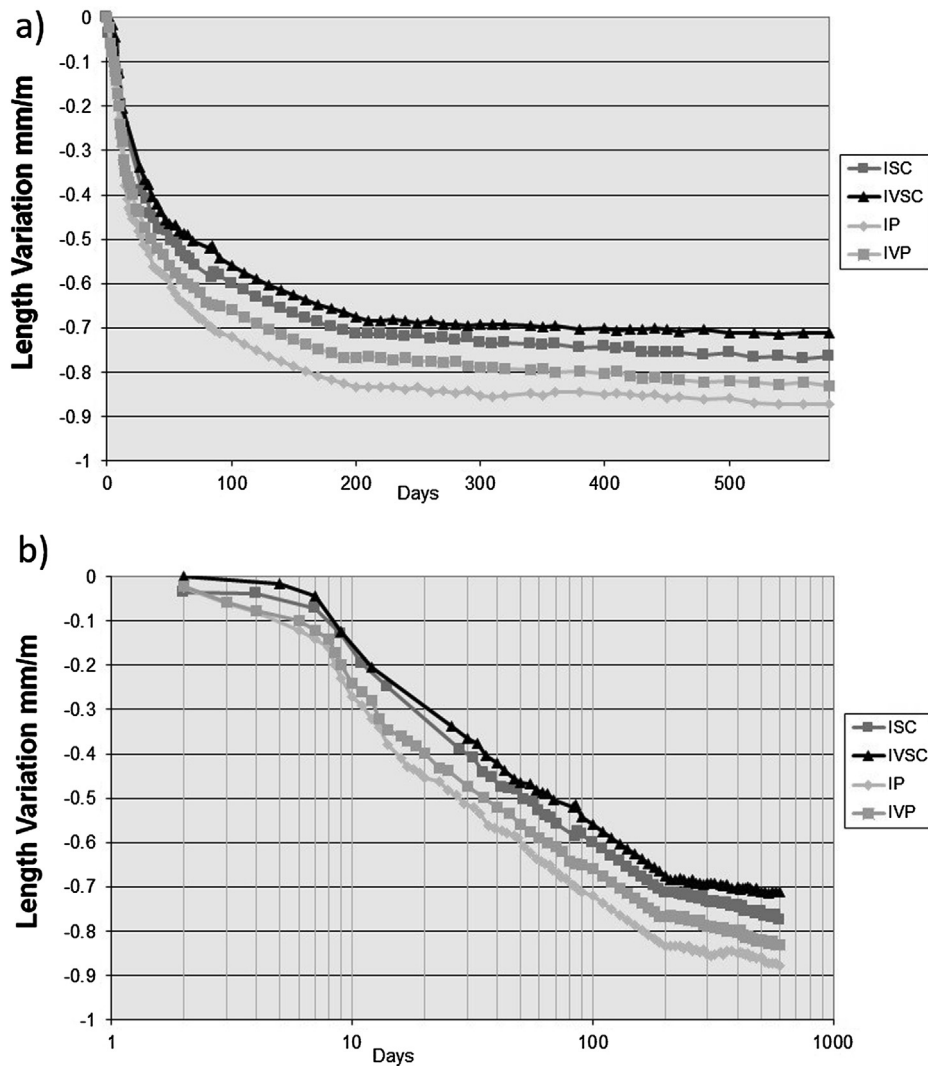 a)
Length Variation mm/m
0
-0.1
-0.2
-0.3
-0.4
-0.5
-0.6
-0.7
-0.8
-0.9
-1
0 100 200 300 400 500
Days
ISC
IVSC
IP
IVP
b)
Length Variation mm/m
0
-0.1
-0.2
-0.3
-0.4
-0.5
-0.6
-0.7
-0.8
-0.9
-1
1 10 100 1000
Days
ISC
IVSC
IP
IVP